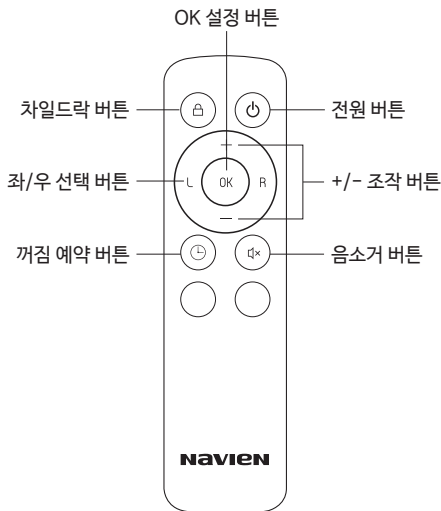 OK 설정 버튼
차일드락 버튼
전원 버튼
좌/우 선택 버튼
L
OK
R
+/- 조작 버튼
꺼짐 예약 버튼
음소거 버튼
NAVIEN